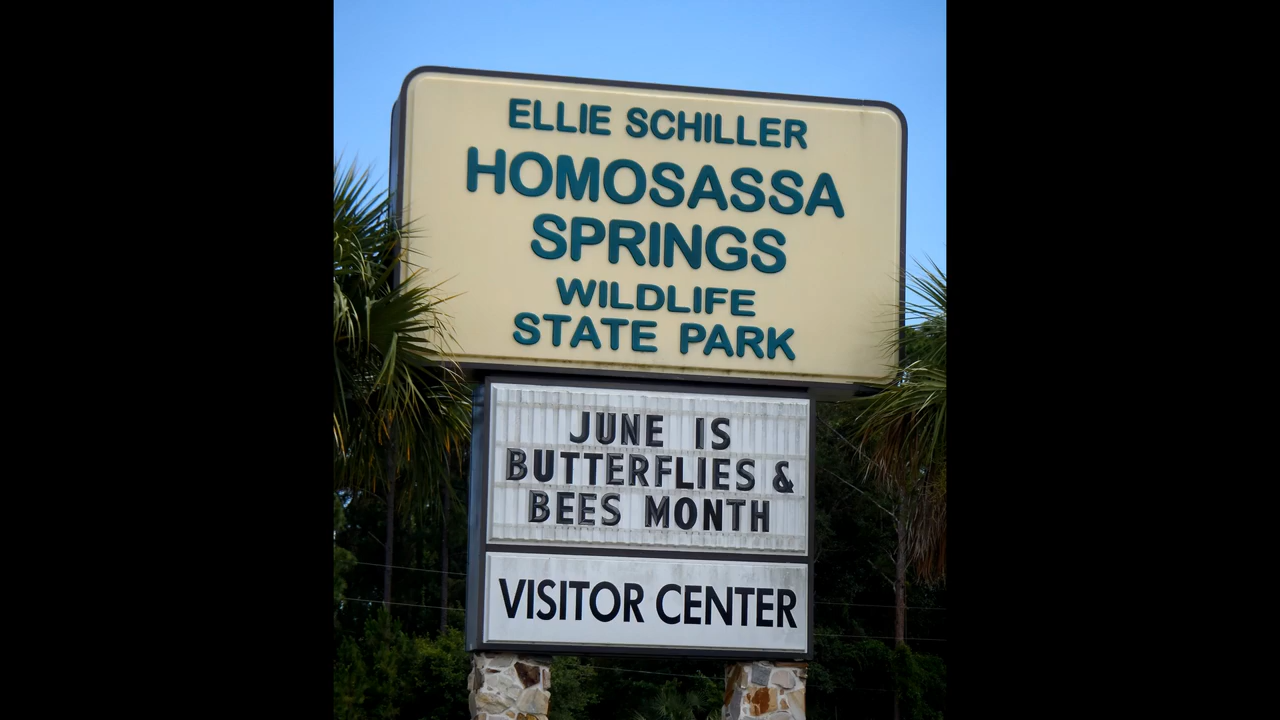 ELLIE SCHILLER
HOMOSASSA
SPRINGS
WILDLIFE
STATE PARK
JUNE IS
BUTTERFLIES &
BEES MONTH
VISITOR CENTER